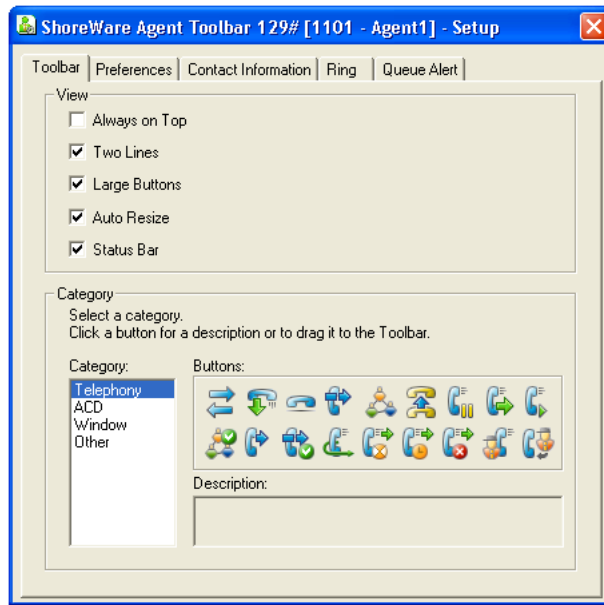 ShoreWare Agent Toolbar 129# [1101 - Agent1] - Setup
Toolbar Preferences Contact Information Ring Queue Alert
View
Always on Top
Two Lines
Large Buttons
Auto Resize
Status Bar
Category
Select a category.
Click a button for a description or to drag it to the Toolbar.
Category: Buttons:
Telephony
ACD
Window
Other
Description: